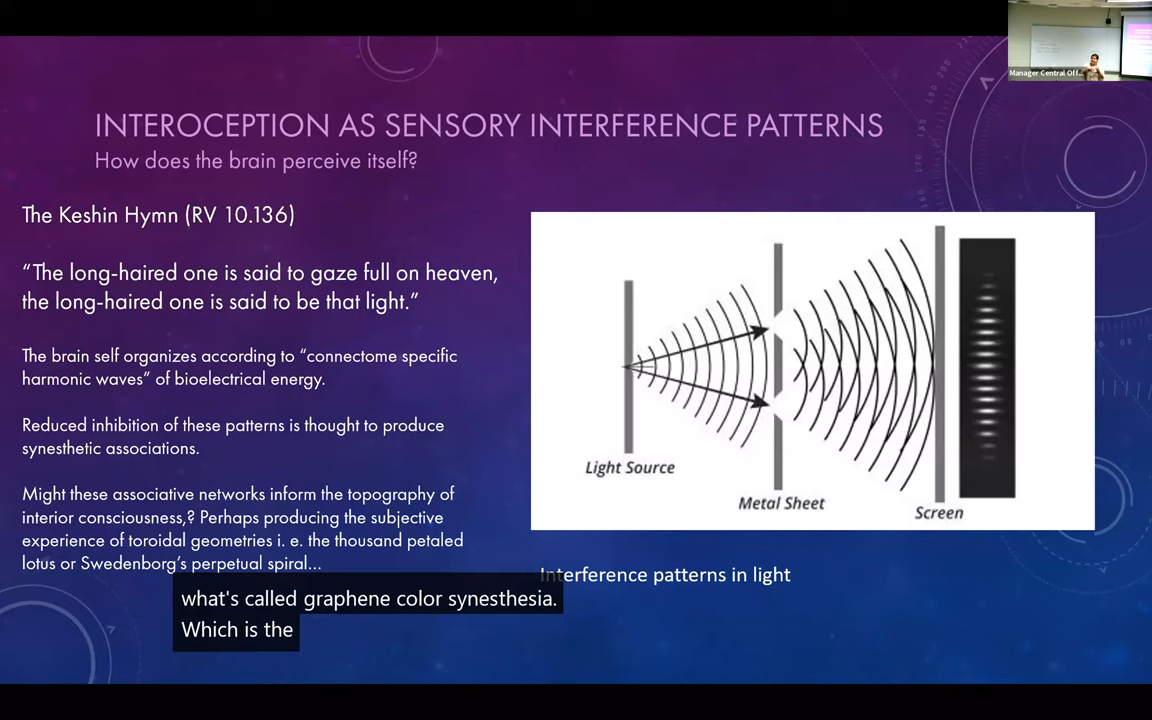 Manager Central Off...
INTEROCEPTION AS SENSORY INTERFERENCE PATTERNS
How does the brain perceive itself?
The Keshin Hymn (RV 10.136)
“The long-haired one is said to gaze full on heaven,
the long-haired one is said to be that light.”
The brain self organizes according to “connectome specific
harmonic waves” of bioelectrical energy.
Reduced inhibition of these patterns is thought to produce
synesthetic associations.
Might these associative networks inform the topography of
interior consciousness,? Perhaps producing the subjective
experience of toroidal geometries i. e. the thousand petaled
lotus or Swedenborg’s perpetual spiral...
Light Source
Metal Sheet
Screen
Interference patterns in light
what's called graphene color synesthesia.
Which is the